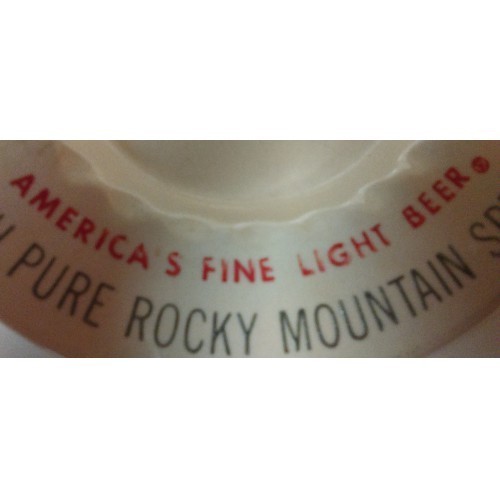 AMERICA'S FINE LIGHT BEER®
PURE ROCKY MOUNTAIN